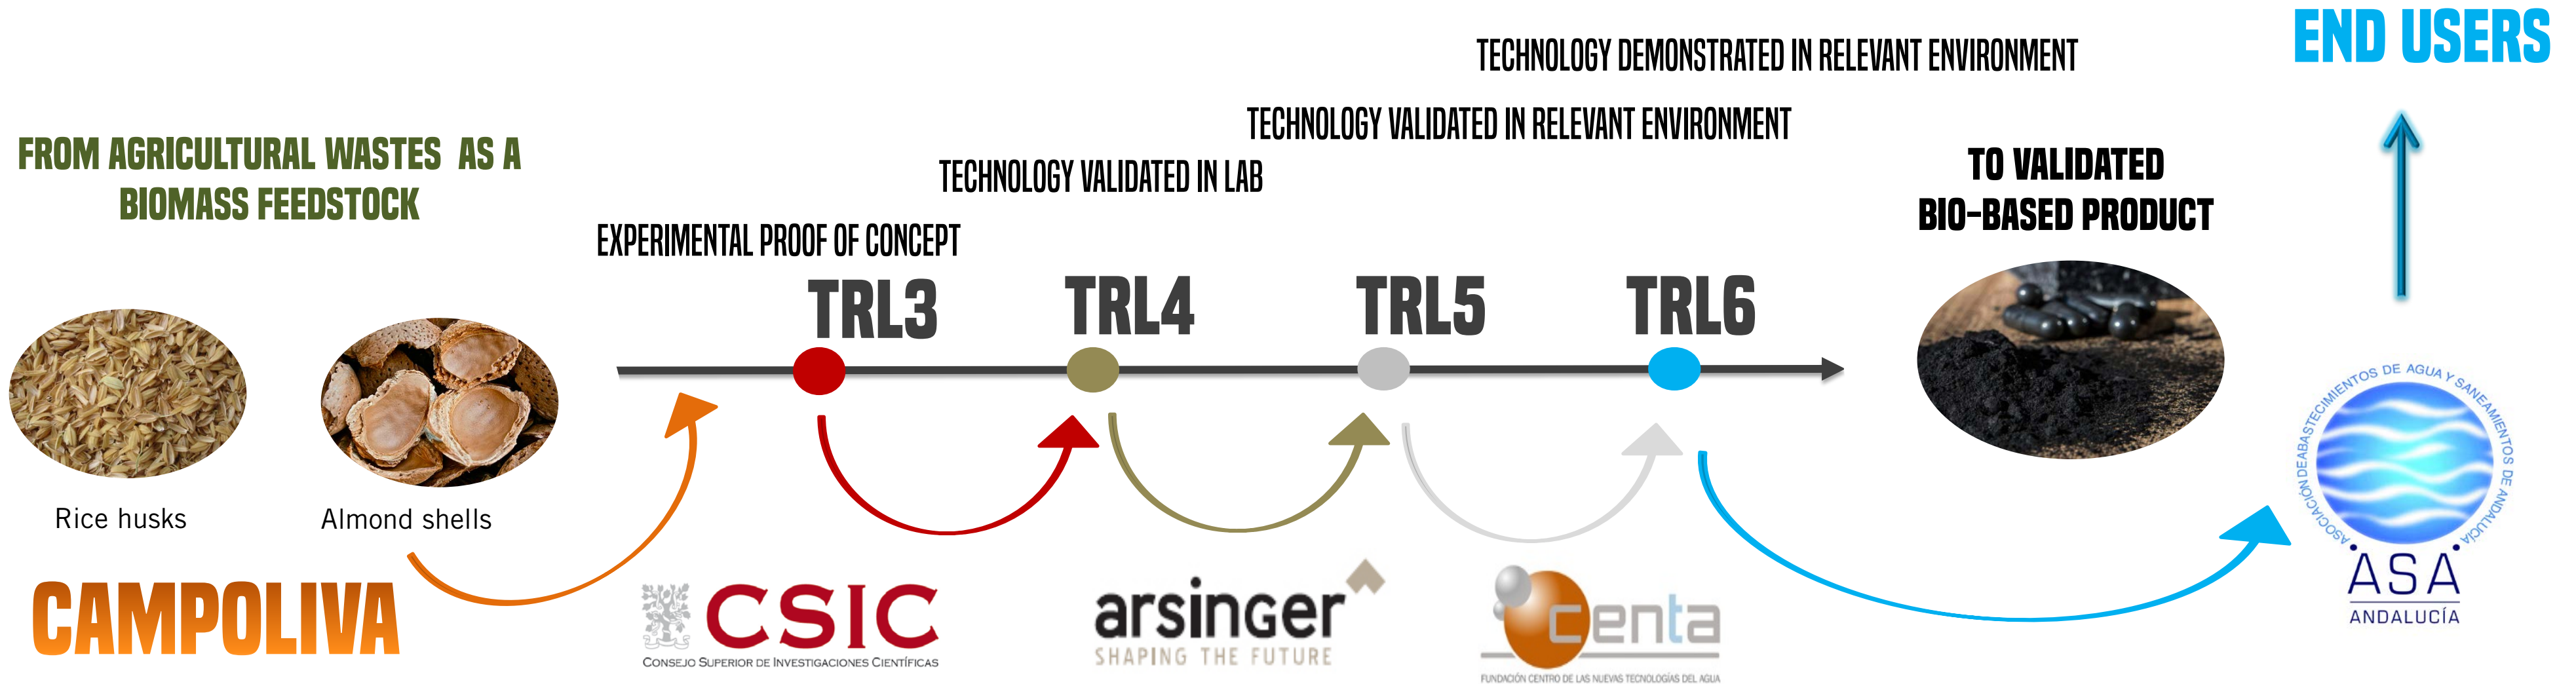 FROM AGRICULTURAL WASTES AS A
BIOMASS FEEDSTOCK
Rice husks
Almond shells
CAMPOLIVA
EXPERIMENTAL PROOF OF CONCEPT
TECHNOLOGY VALIDATED IN LAB
TECHNOLOGY VALIDATED IN RELEVANT ENVIRONMENT
TECHNOLOGY DEMONSTRATED IN RELEVANT ENVIRONMENT
TRL3
TRL4
TRL5
TRL6
CSIC
CONSEJO SUPERIOR DE INVESTIGACIONES CIENTÍFICAS
arsinger
SHAPING THE FUTURE
centa
FUNDACIÓN CENTRO DE LAS NUEVAS TECNOLOGÍAS DEL AGUA
TO VALIDATED
BIO-BASED PRODUCT
END USERS
ASOCIACIÓN DE ABASTECIMIENTOS DE AGUA Y SANEAMIENTOS DE ANDALUCÍA
ASA
ANDALUCÍA